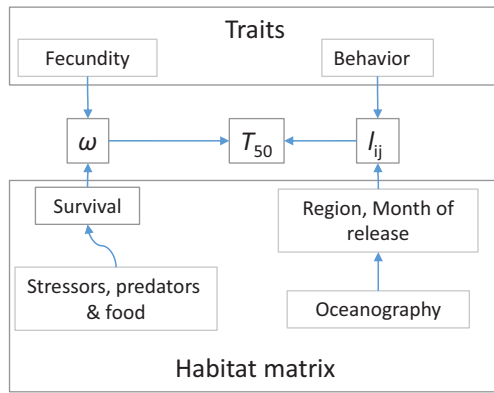 Traits
Fecundity
Behavior
ω
T50
Iij
Survival
Region, Month of
release
Stressors, predators
& food
Oceanography
Habitat matrix